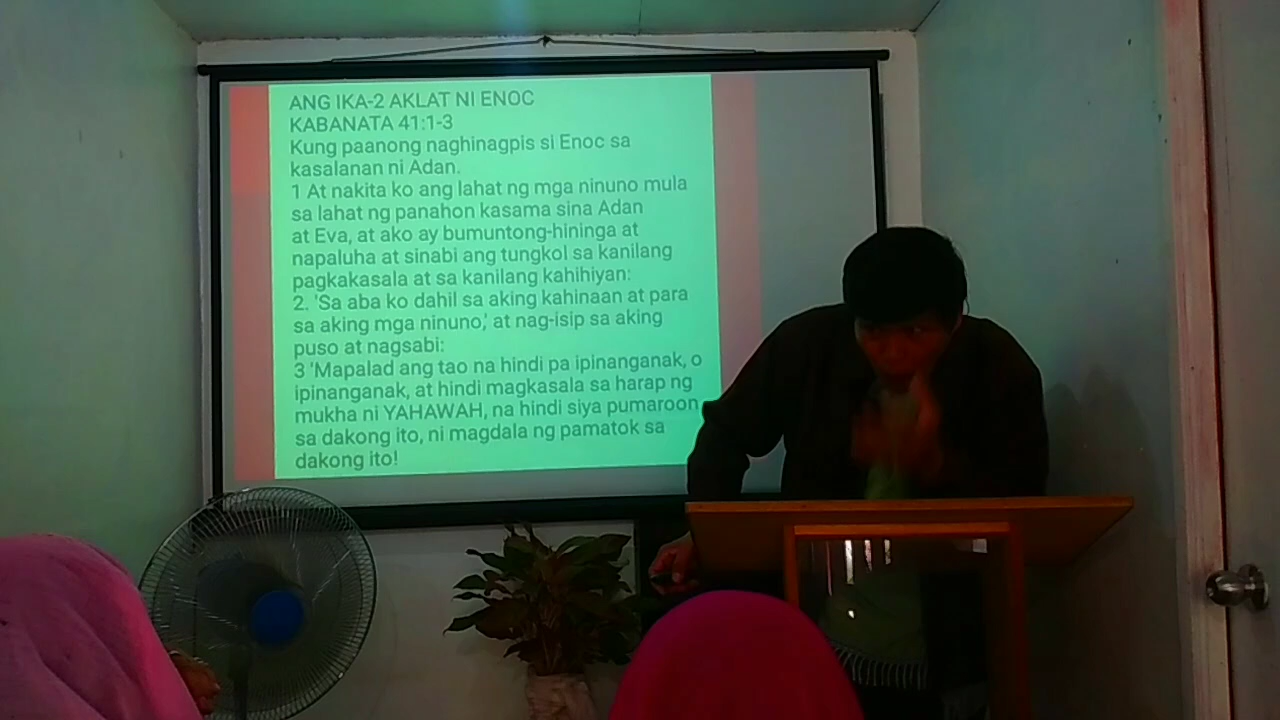 ANG IKA-2 AKLAT NI ENOC
KABANATA 41:1-3
Kung paanong naghinagpis si Enoc sa
kasalanan ni Adan.
1 At nakita ko ang lahat ng mga ninuno mula
sa lahat ng panahon kasama sina Adan
at Eva, at ako ay bumuntong-hininga at
napaluha at sinabi ang tungkol sa kanilang
pagkakasala at sa kanilang kahihiyan:
2. 'Sa aba ko dahil sa aking kahinaan at para
sa aking mga ninuno,' at nag-isip sa aking
puso at nagsabi:
3 'Mapalad ang tao na hindi pa ipinanganak, o
ipinanganak, at hindi magkasala sa harap ng
mukha ni YAHAWAH, na hindi siya pumaroon
sa dakong ito, ni magdala ng pamatok sa
dakong ito!